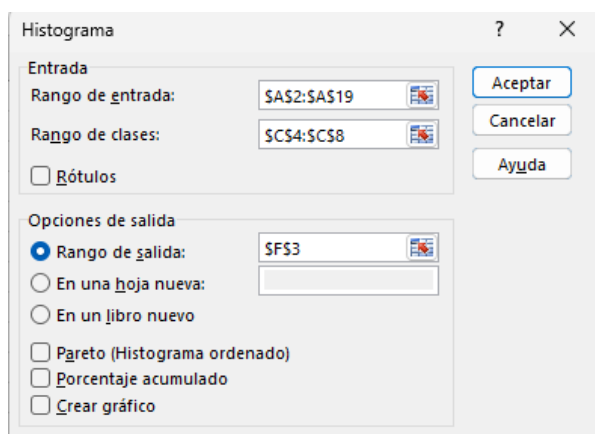 Histograma
Entrada
Rango de entrada:
$A$2:$A$19
Rango de clases:
$C$4:$C$8
Rótulos
Aceptar
Cancelar
Ayuda
Opciones de salida
Rango de salida:
$F$3
En una hoja nueva:
En un libro nuevo
Pareto (Histograma ordenado)
Porcentaje acumulado
Crear gráfico